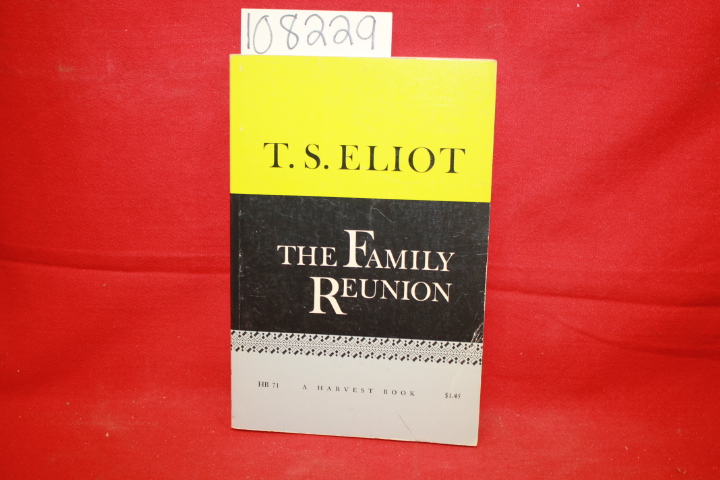 108229
T. S. ELIOT
THE FAMILY
REUNION
HB 71 A HARVEST BOOK $1.45